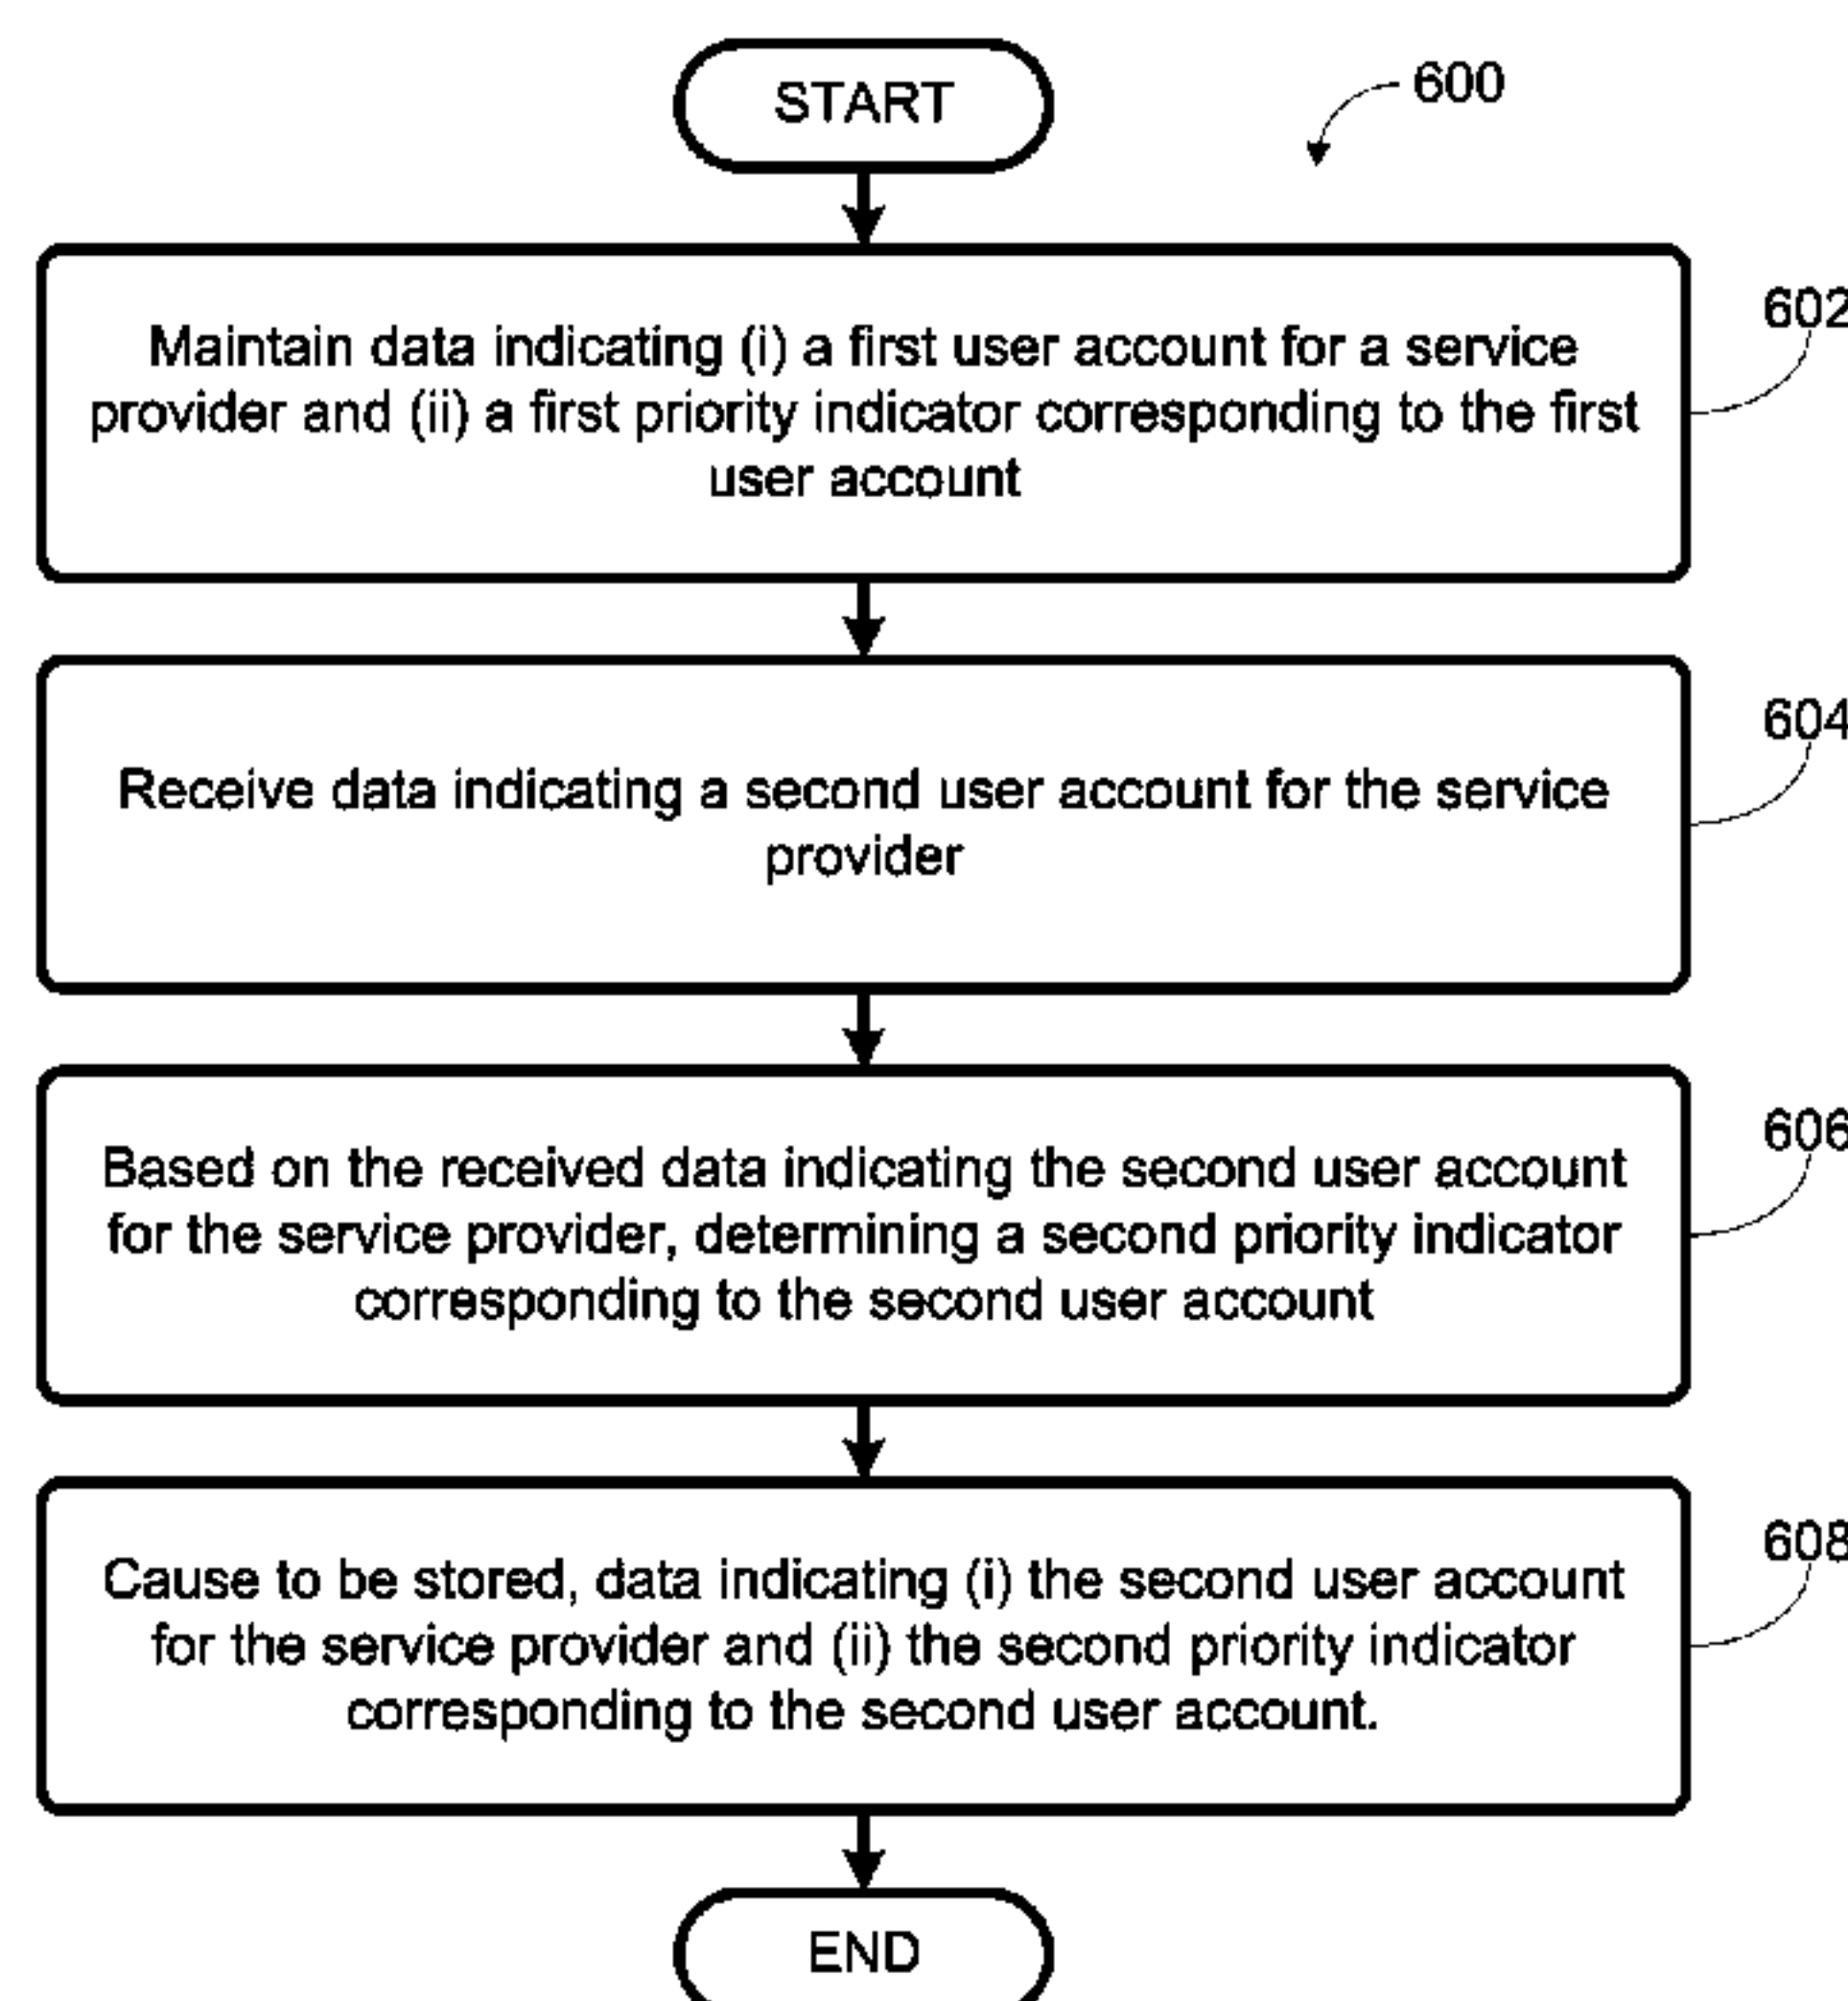 START
600
Maintain data indicating (i) a first user account for a service
provider and (ii) a first priority indicator corresponding to the first
user account
602
Receive data indicating a second user account for the service
provider
604
Based on the received data indicating the second user account
for the service provider, determining a second priority indicator
corresponding to the second user account
606
Cause to be stored, data indicating (i) the second user account
for the service provider and (ii) the second priority indicator
corresponding to the second user account.
608
END